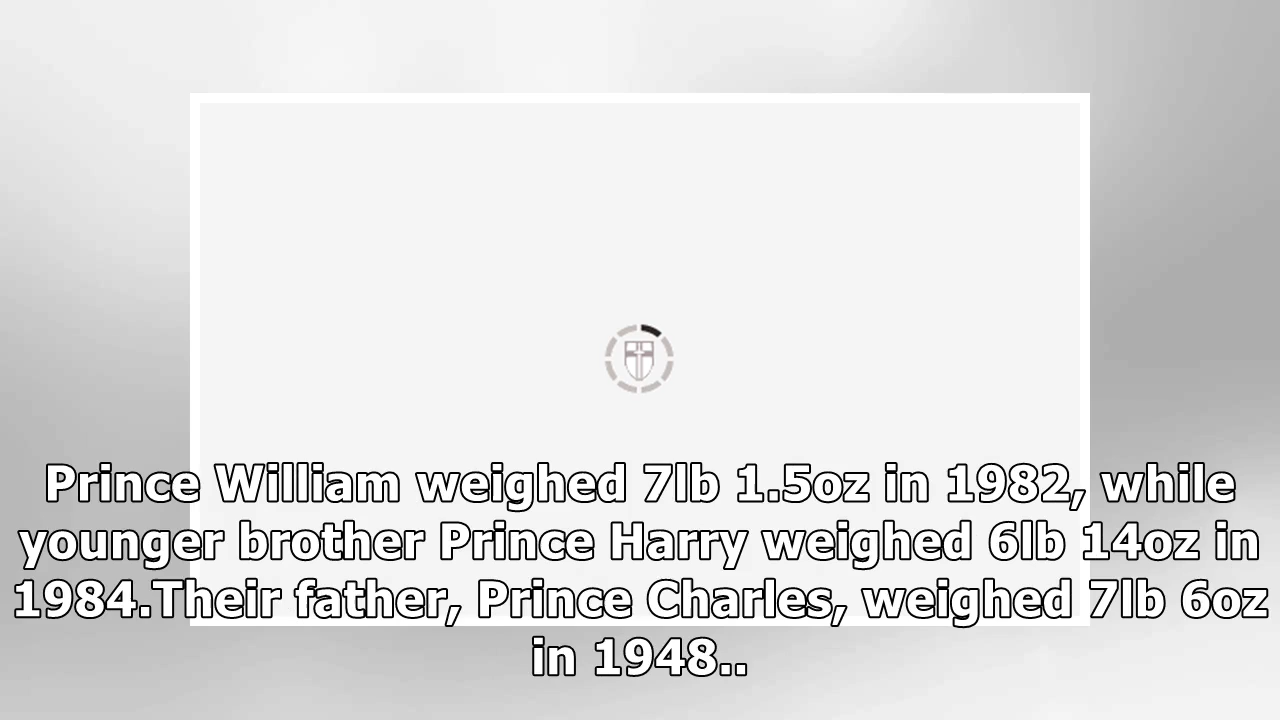 Prince William weighed 7lb 1.5oz in 1982, while
younger brother Prince Harry weighed 6lb 14oz in
1984.Their father, Prince Charles, weighed 7lb 6oz
in 1948..